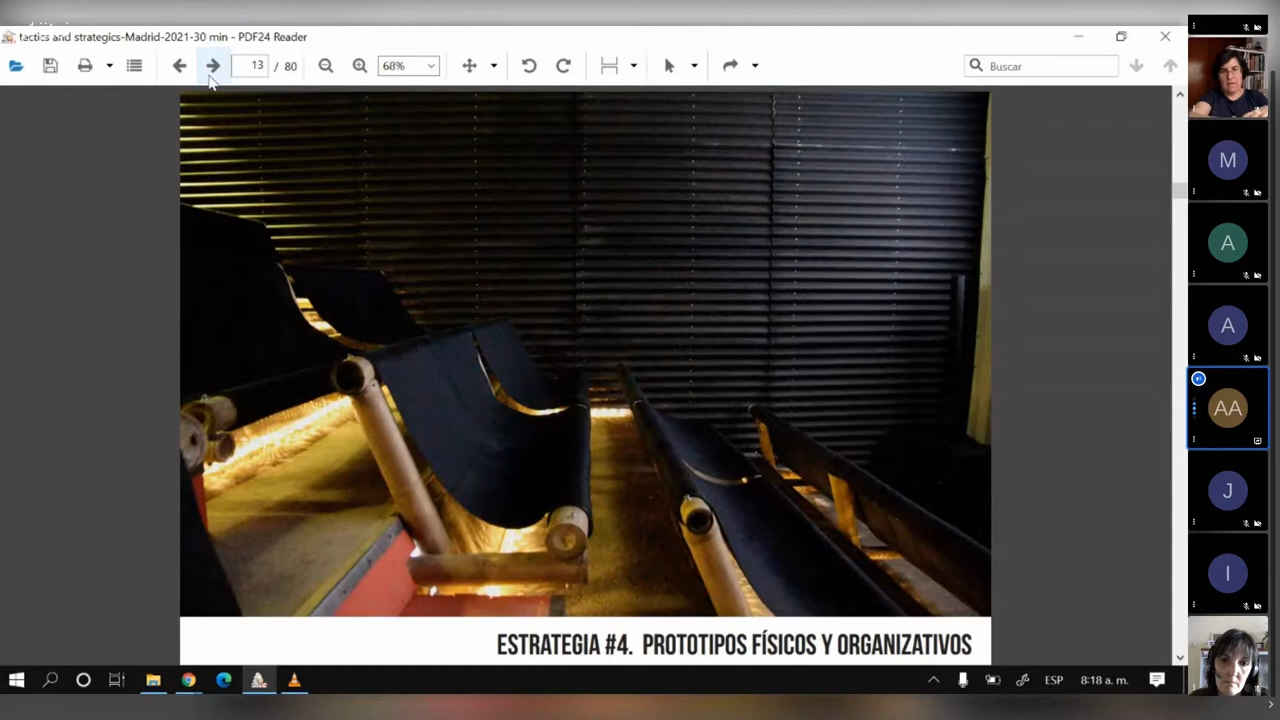 tactics and strategics-Madrid-2021-30 min - PDF24 Reader
13 / 80
68%
Buscar
M
A
A
AA
J
I
ESTRATEGIA #4. PROTOTIPOS FÍSICOS Y ORGANIZATIVOS
ESP
8:18 a. m.